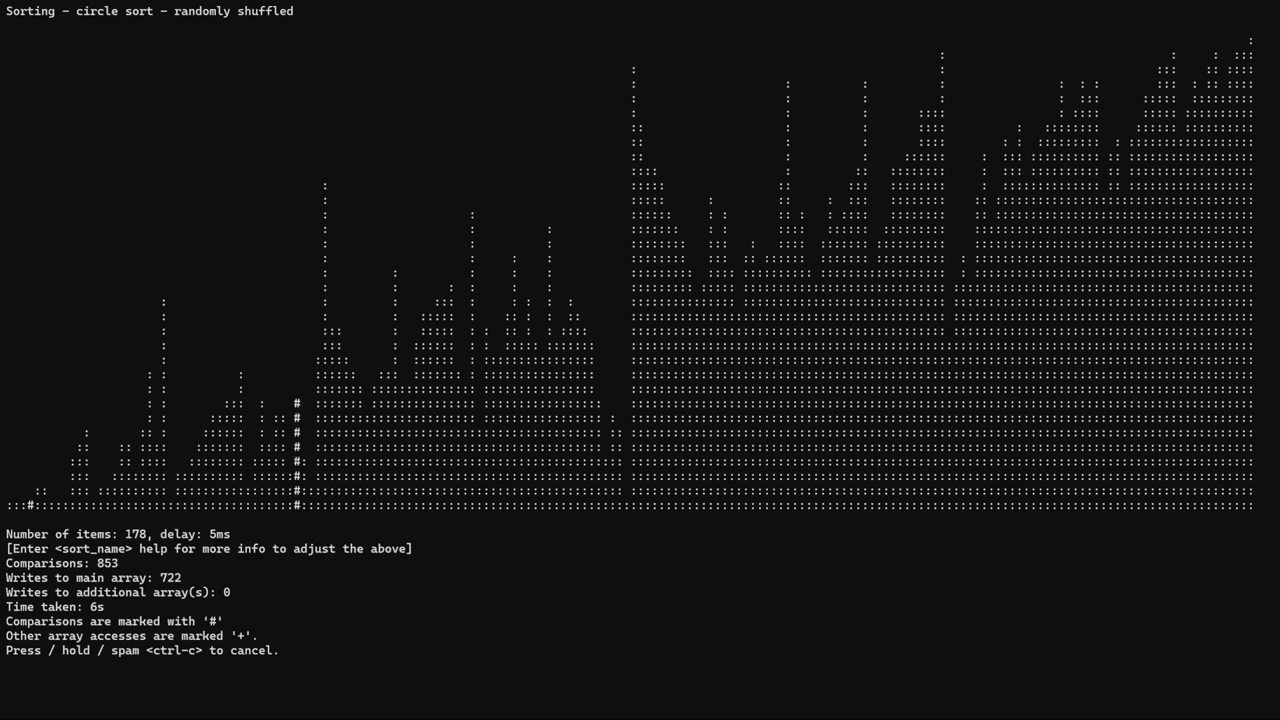 Sorting - circle sort - randomly shuffled
Number of items: 178, delay: 5ms
[Enter <sort_name> help for more info to adjust the above]
Comparisons: 853
Writes to main array: 722
Writes to additional array(s): 0
Time taken: 6s
Comparisons are marked with '#'
Other array accesses are marked '+'.
Press / hold / spam <ctrl-c> to cancel.